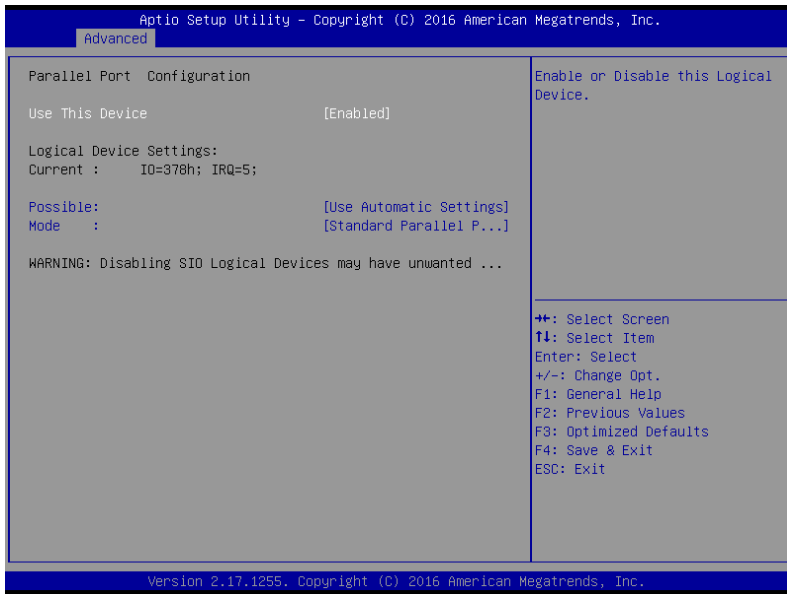 Aptio Setup Utility – Copyright (C) 2016 American Megatrends, Inc.
Advanced
Parallel Port Configuration
Use This Device [Enabled]
Logical Device Settings:
Current : IO=378h; IRQ=5;
Possible: [Use Automatic Settings]
Mode : [Standard Parallel P...]
WARNING: Disabling SIO Logical Devices may have unwanted ...
Enable or Disable this Logical
Device.
→←: Select Screen
↑↓: Select Item
Enter: Select
+/-: Change Opt.
F1: General Help
F2: Previous Values
F3: Optimized Defaults
F4: Save & Exit
ESC: Exit
Version 2.17.1255. Copyright (C) 2016 American Megatrends, Inc.